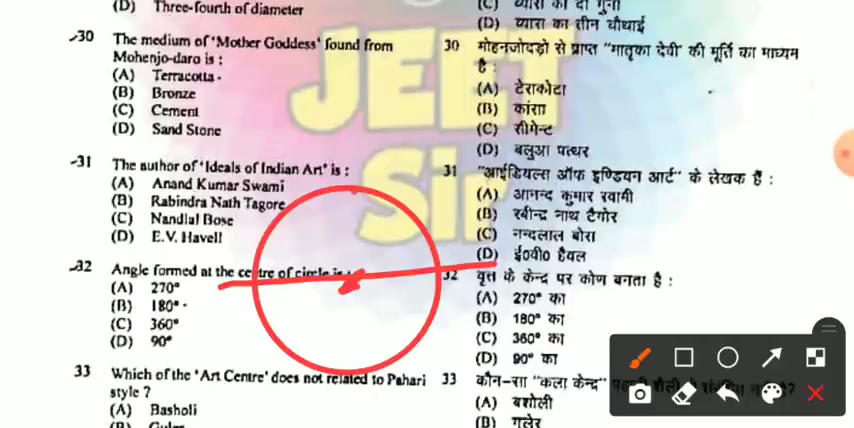 (D) Three-fourth of diameter
-30 The medium of 'Mother Goddess' found from
Mohenjo-daro is :
(A) Terracotta
(B) Bronze
(C) Cement
(D) Sand Stone
-31 The author of 'Ideals of Indian Art' is :
(A) Anand Kumar Swami
(B) Rabindra Nath Tagore
(C) Nandlal Bose
(D) E.V. Havell
-32 Angle formed at the centre of circle is
(A) 270°
(B) 180°
(C) 360°
(D) 90°
33 Which of the 'Art Centre' does not related to Pahari
style ?
(A) Basholi
(B) Guler
(C) व्यास का दो गुना
(D) व्यास का तीन चौथाई
30 मोहनजोदड़ो से प्राप्त "मातृका देवी' की मूर्ति का माध्यम
है :
(A) टेराकोटा
(B) कांसा
(C) सीमेन्ट
(D) बलुआ पत्थर
31 "आईडियल्स ऑफ इण्डियन आर्ट" के लेखक हैं :
(A) आनन्द कुमार स्वामी
(B) रबीन्द्र नाथ टैगोर
(C) नन्दलाल बोस
(D) ई०वी० हैवल
32 वृत्त के केन्द्र पर कोण बनता है :
(A) 270° का
(B) 180° का
(C) 360° का
(D) 90° का
33 कौन-सा "कला केन्द्र"
(A) बशोली
(B) गुलेर
JEET
Sir